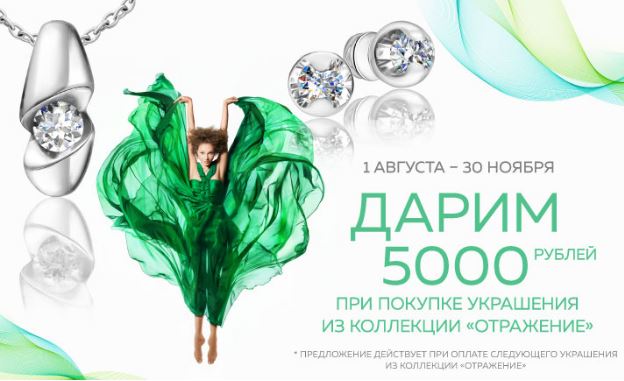 1 АВГУСТА – 30 НОЯБРЯ
ДАРИМ
5000 РУБЛЕЙ
ПРИ ПОКУПКЕ УКРАШЕНИЯ
ИЗ КОЛЛЕКЦИИ «ОТРАЖЕНИЕ»
* ПРЕДЛОЖЕНИЕ ДЕЙСТВУЕТ ПРИ ОПЛАТЕ СЛЕДУЮЩЕГО УКРАШЕНИЯ
ИЗ КОЛЛЕКЦИИ «ОТРАЖЕНИЕ»